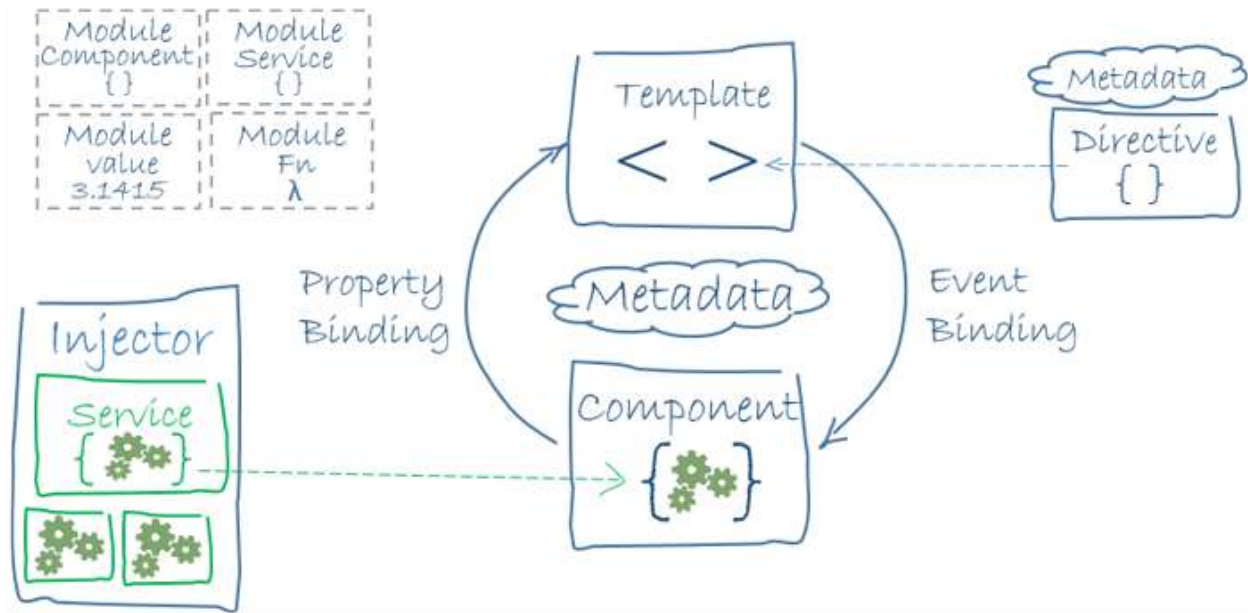 Module
Component
{ }
Module
Service
{ }
Module
value
3.1415
Module
Fn
λ
Template
< >
Metadata
Directive
{ }
Property
Binding
Metadata
Event
Binding
Injector
Service
{ }
Component
{ }